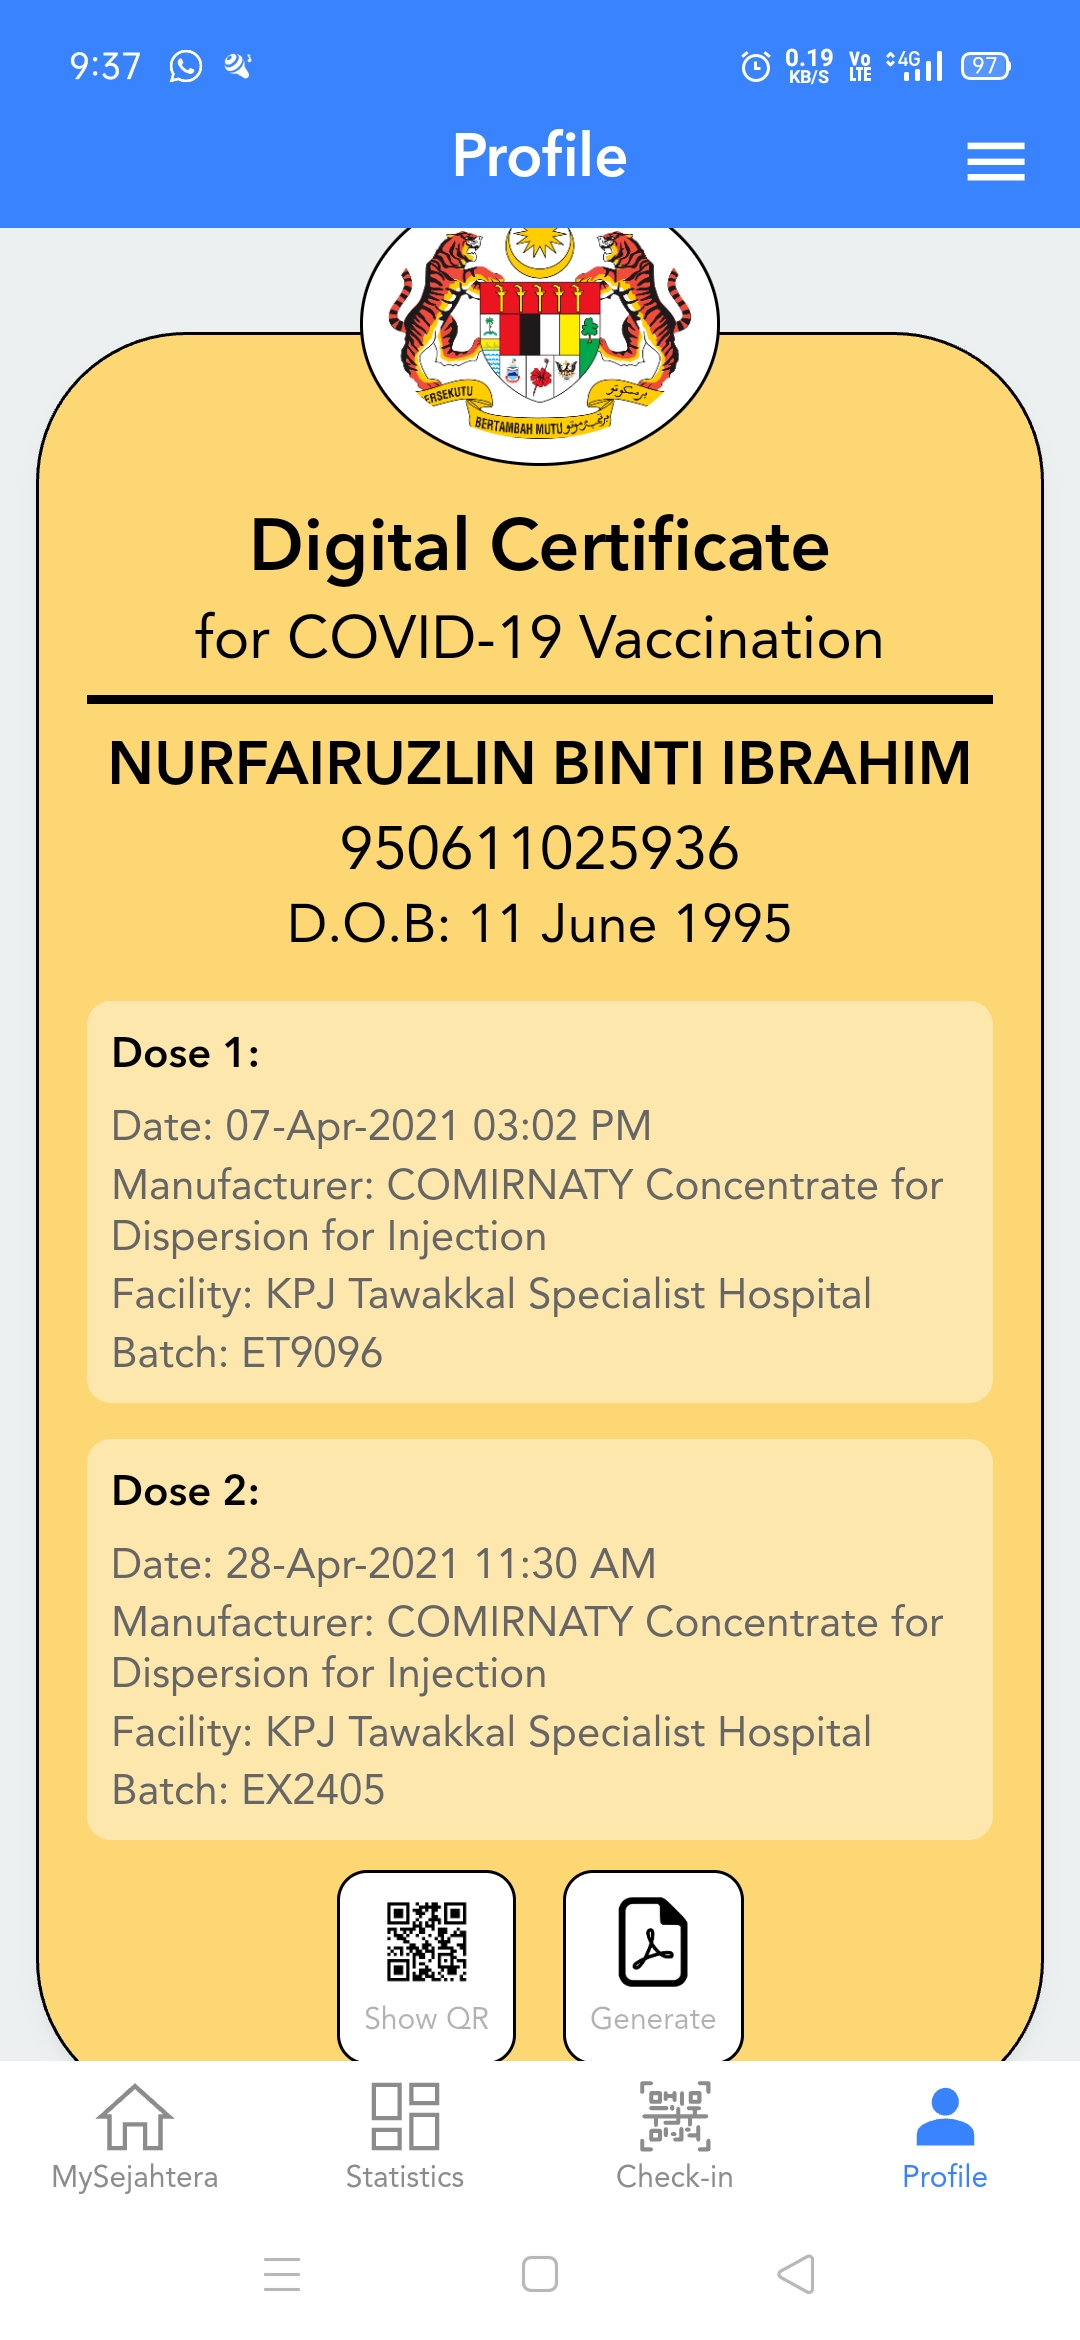 9:37
0.19
KB/S
Vo
LTE
4G
97
Profile
ERSEKUTU
BERTAMBAH MUTU
Digital Certificate
for COVID-19 Vaccination
NURFAIRUZLIN BINTI IBRAHIM
950611025936
D.O.B: 11 June 1995
Dose 1:
Date: 07-Apr-2021 03:02 PM
Manufacturer: COMIRNATY Concentrate for
Dispersion for Injection
Facility: KPJ Tawakkal Specialist Hospital
Batch: ET9096
Dose 2:
Date: 28-Apr-2021 11:30 AM
Manufacturer: COMIRNATY Concentrate for
Dispersion for Injection
Facility: KPJ Tawakkal Specialist Hospital
Batch: EX2405
Show QR
Generate
MySejahtera
Statistics
Check-in
Profile